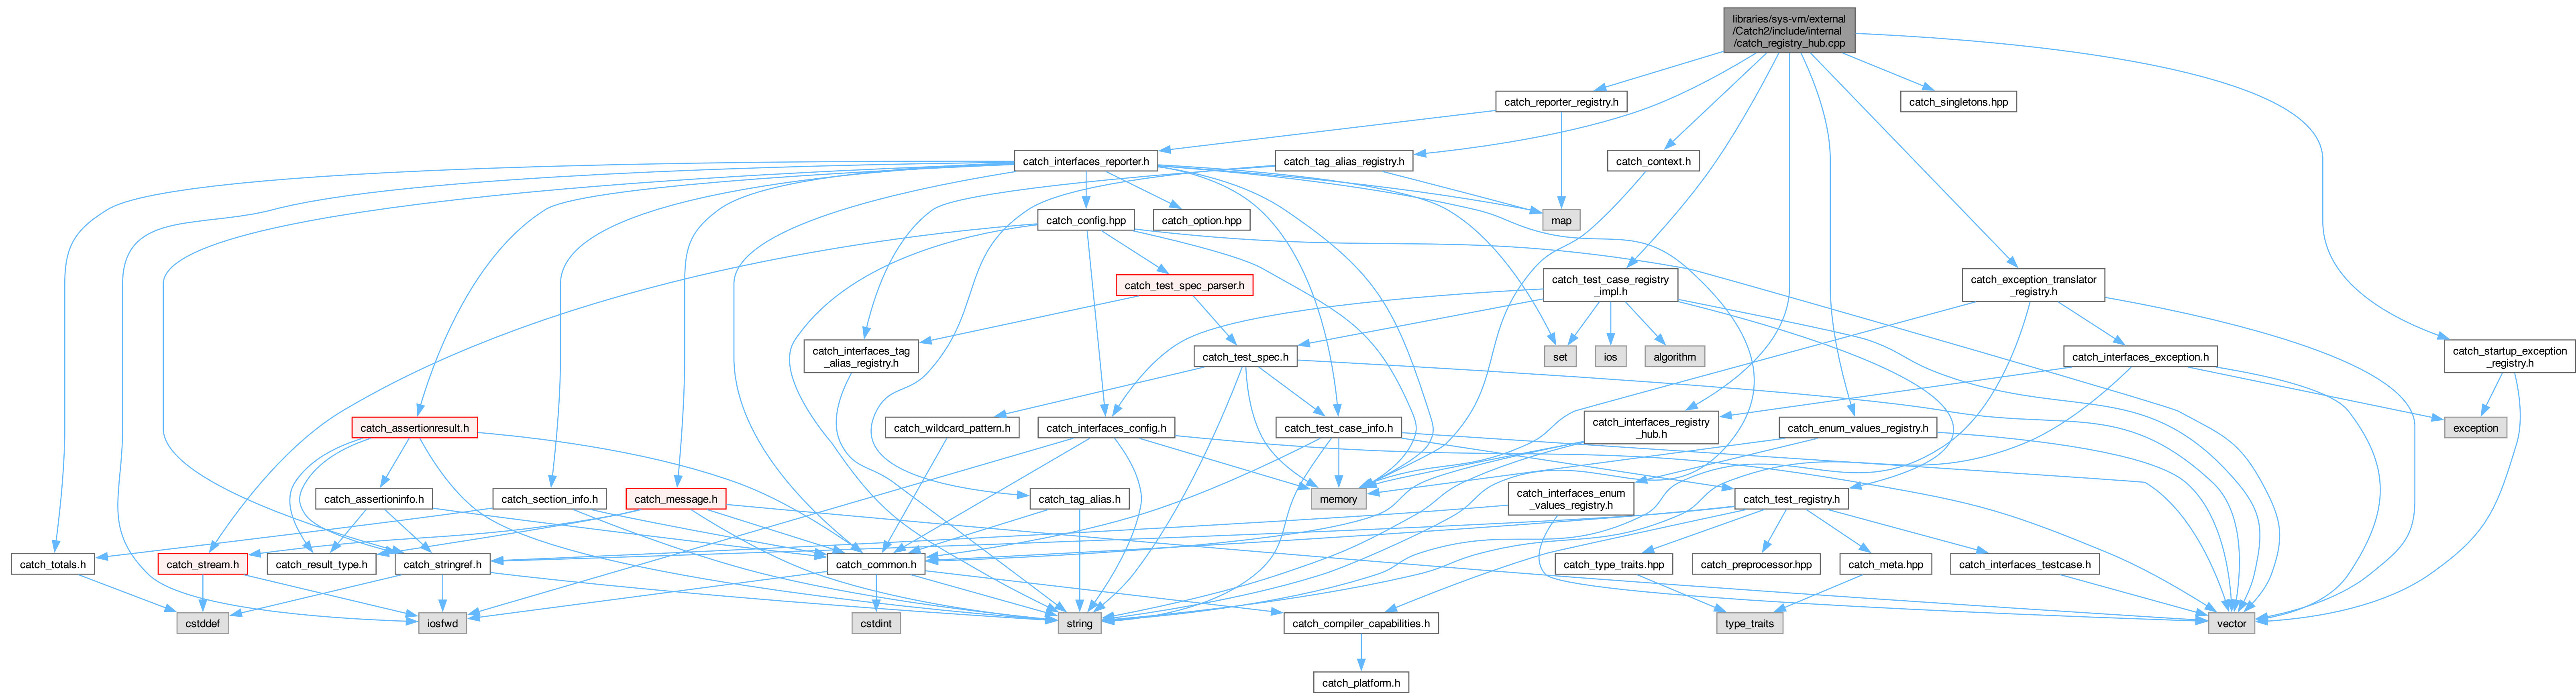 libraries/sys-vm/external
/Catch2/include/internal
/catch_registry_hub.cpp
catch_reporter_registry.h
catch_singletons.hpp
catch_interfaces_reporter.h
catch_tag_alias_registry.h
catch_context.h
catch_config.hpp
catch_option.hpp
map
catch_test_spec_parser.h
catch_test_case_registry
_impl.h
catch_exception_translator
_registry.h
catch_interfaces_tag
_alias_registry.h
catch_test_spec.h
set
ios
algorithm
catch_interfaces_exception.h
catch_startup_exception
_registry.h
catch_assertionresult.h
catch_wildcard_pattern.h
catch_interfaces_config.h
catch_test_case_info.h
catch_interfaces_registry
_hub.h
catch_enum_values_registry.h
exception
catch_assertioninfo.h
catch_section_info.h
catch_message.h
catch_tag_alias.h
memory
catch_interfaces_enum
_values_registry.h
catch_test_registry.h
catch_totals.h
catch_stream.h
catch_result_type.h
catch_stringref.h
catch_common.h
catch_type_traits.hpp
catch_preprocessor.hpp
catch_meta.hpp
catch_interfaces_testcase.h
cstddef
iosfwd
cstdint
string
catch_compiler_capabilities.h
type_traits
vector
catch_platform.h